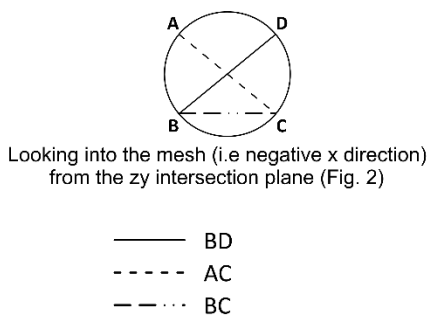 A D
B C
Looking into the mesh (i.e negative x direction)
from the zy intersection plane (Fig. 2)
BD
AC
BC